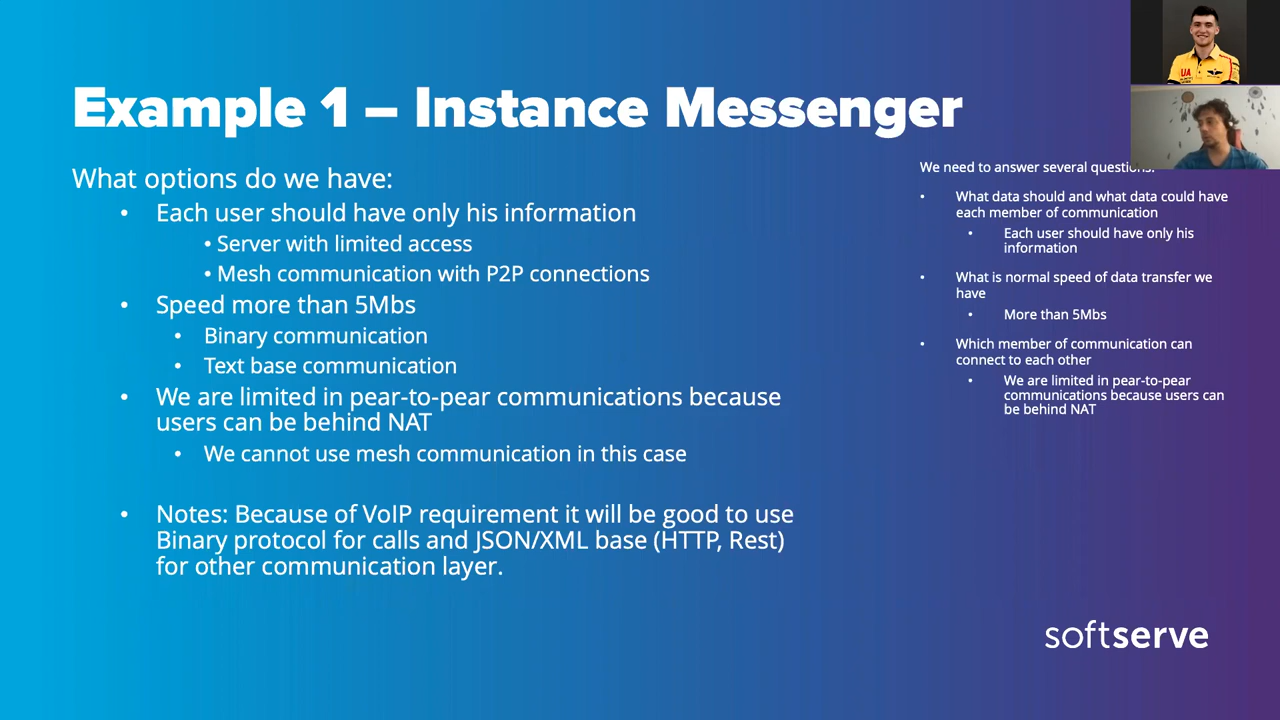 Example 1 – Instance Messenger
What options do we have:
• Each user should have only his information
• Server with limited access
• Mesh communication with P2P connections
• Speed more than 5Mbs
• Binary communication
• Text base communication
• We are limited in pear-to-pear communications because
users can be behind NAT
• We cannot use mesh communication in this case
• Notes: Because of VoIP requirement it will be good to use
Binary protocol for calls and JSON/XML base (HTTP, Rest)
for other communication layer.
We need to answer several questions:
• What data should and what data could have
each member of communication
• Each user should have only his
information
• What is normal speed of data transfer we
have
• More than 5Mbs
• Which member of communication can
connect to each other
• We are limited in pear-to-pear
communications because users can
be behind NAT
softserve
UA